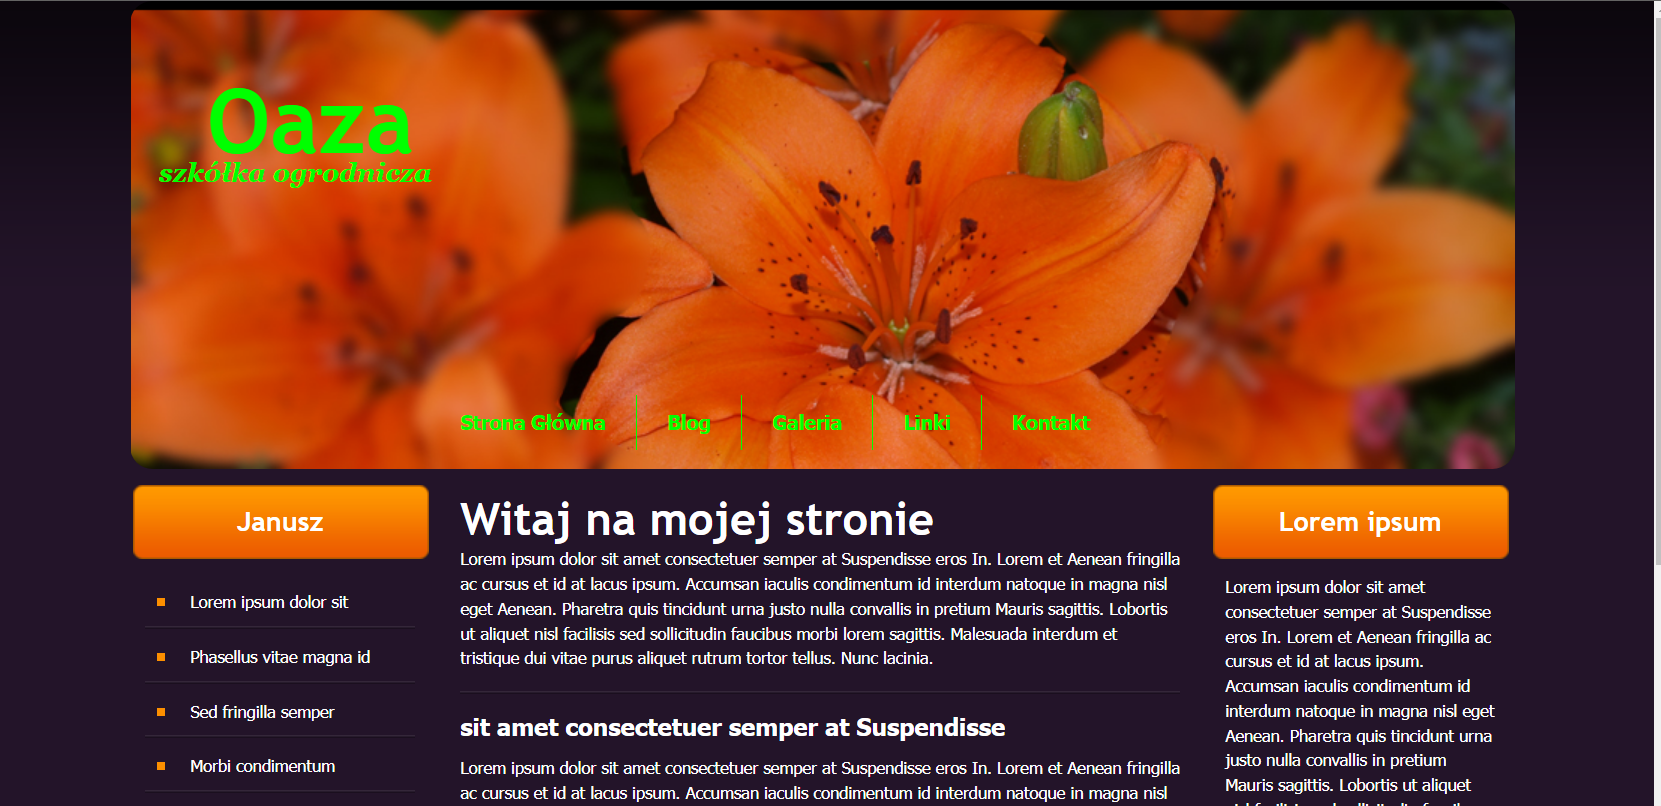 Oaza
szkółka ogrodnicza
Strona Główna
Blog
Galeria
Linki
Kontakt
Janusz
Lorem ipsum dolor sit
Phasellus vitae magna id
Sed fringilla semper
Morbi condimentum
Witaj na mojej stronie
Lorem ipsum dolor sit amet consectetuer semper at Suspendisse eros In. Lorem et Aenean fringilla
ac cursus et id at lacus ipsum. Accumsan iaculis condimentum id interdum natoque in magna nisl
eget Aenean. Pharetra quis tincidunt urna justo nulla convallis in pretium Mauris sagittis. Lobortis
ut aliquet nisl facilisis sed sollicitudin faucibus morbi lorem sagittis. Malesuada interdum et
tristique dui vitae purus aliquet rutrum tortor tellus. Nunc lacinia.
sit amet consectetuer semper at Suspendisse
Lorem ipsum dolor sit amet consectetuer semper at Suspendisse eros In. Lorem et Aenean fringilla
ac cursus et id at lacus ipsum. Accumsan iaculis condimentum id interdum natoque in magna nisl
Lorem ipsum
Lorem ipsum dolor sit amet
consectetuer semper at Suspendisse
eros In. Lorem et Aenean fringilla ac
cursus et id at lacus ipsum.
Accumsan iaculis condimentum id
interdum natoque in magna nisl eget
Aenean. Pharetra quis tincidunt urna
justo nulla convallis in pretium
Mauris sagittis. Lobortis ut aliquet